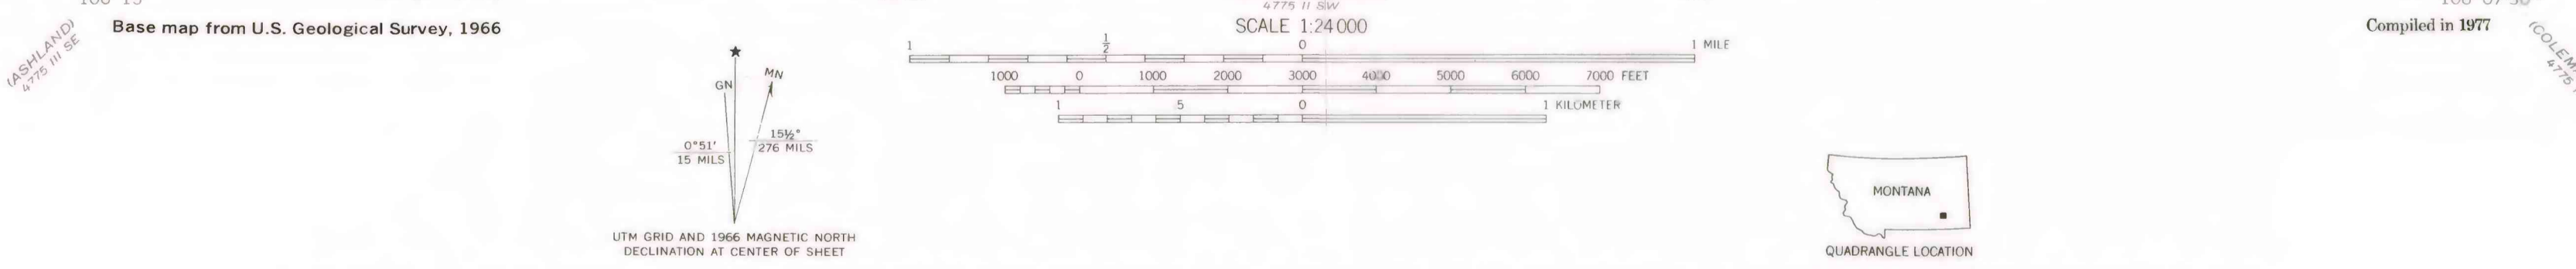 4775 II SW
(ASHLAND)
4775 III SE
Base map from U.S. Geological Survey, 1966
SCALE 1:24 000
Compiled in 1977
1 ½ 0 1 MILE
1000 0 1000 2000 3000 4000 5000 6000 7000 FEET
1 5 0 1 KILOMETER
★
GN
MN
0°51'
15 MILS
15½°
276 MILS
UTM GRID AND 1966 MAGNETIC NORTH
DECLINATION AT CENTER OF SHEET
MONTANA
QUADRANGLE LOCATION